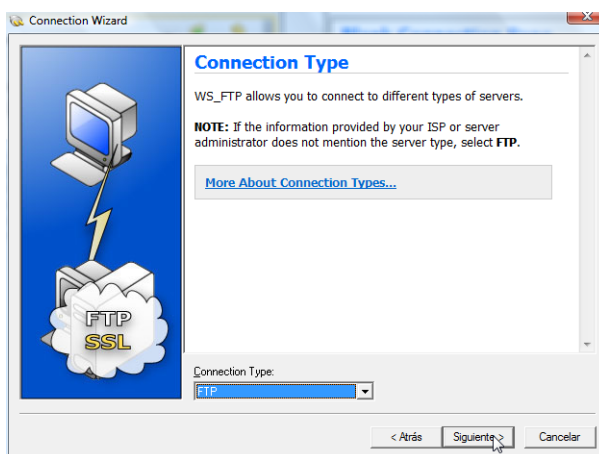 Connection Wizard
Connection Type
WS_FTP allows you to connect to different types of servers.
NOTE: If the information provided by your ISP or server
administrator does not mention the server type, select FTP.
More About Connection Types...
FTP
SSL
Connection Type:
FTP
< Atrás
Siguiente >
Cancelar